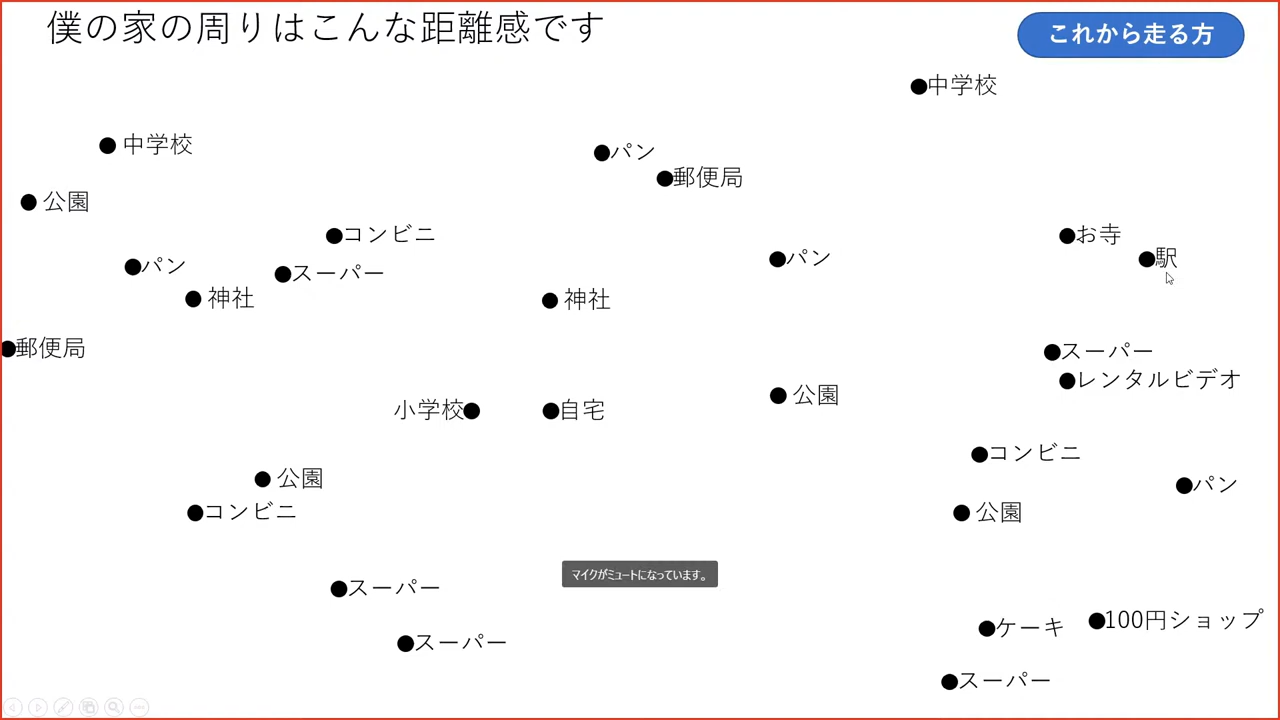 僕の家の周りはこんな距離感です
これから走る方
中学校
中学校
パン
郵便局
公園
コンビニ
お寺
パン
駅
パン
スーパー
神社
神社
郵便局
スーパー
レンタルビデオ
公園
小学校
自宅
コンビニ
公園
パン
コンビニ
公園
マイクがミュートになっています。
スーパー
ケーキ
100円ショップ
スーパー
スーパー